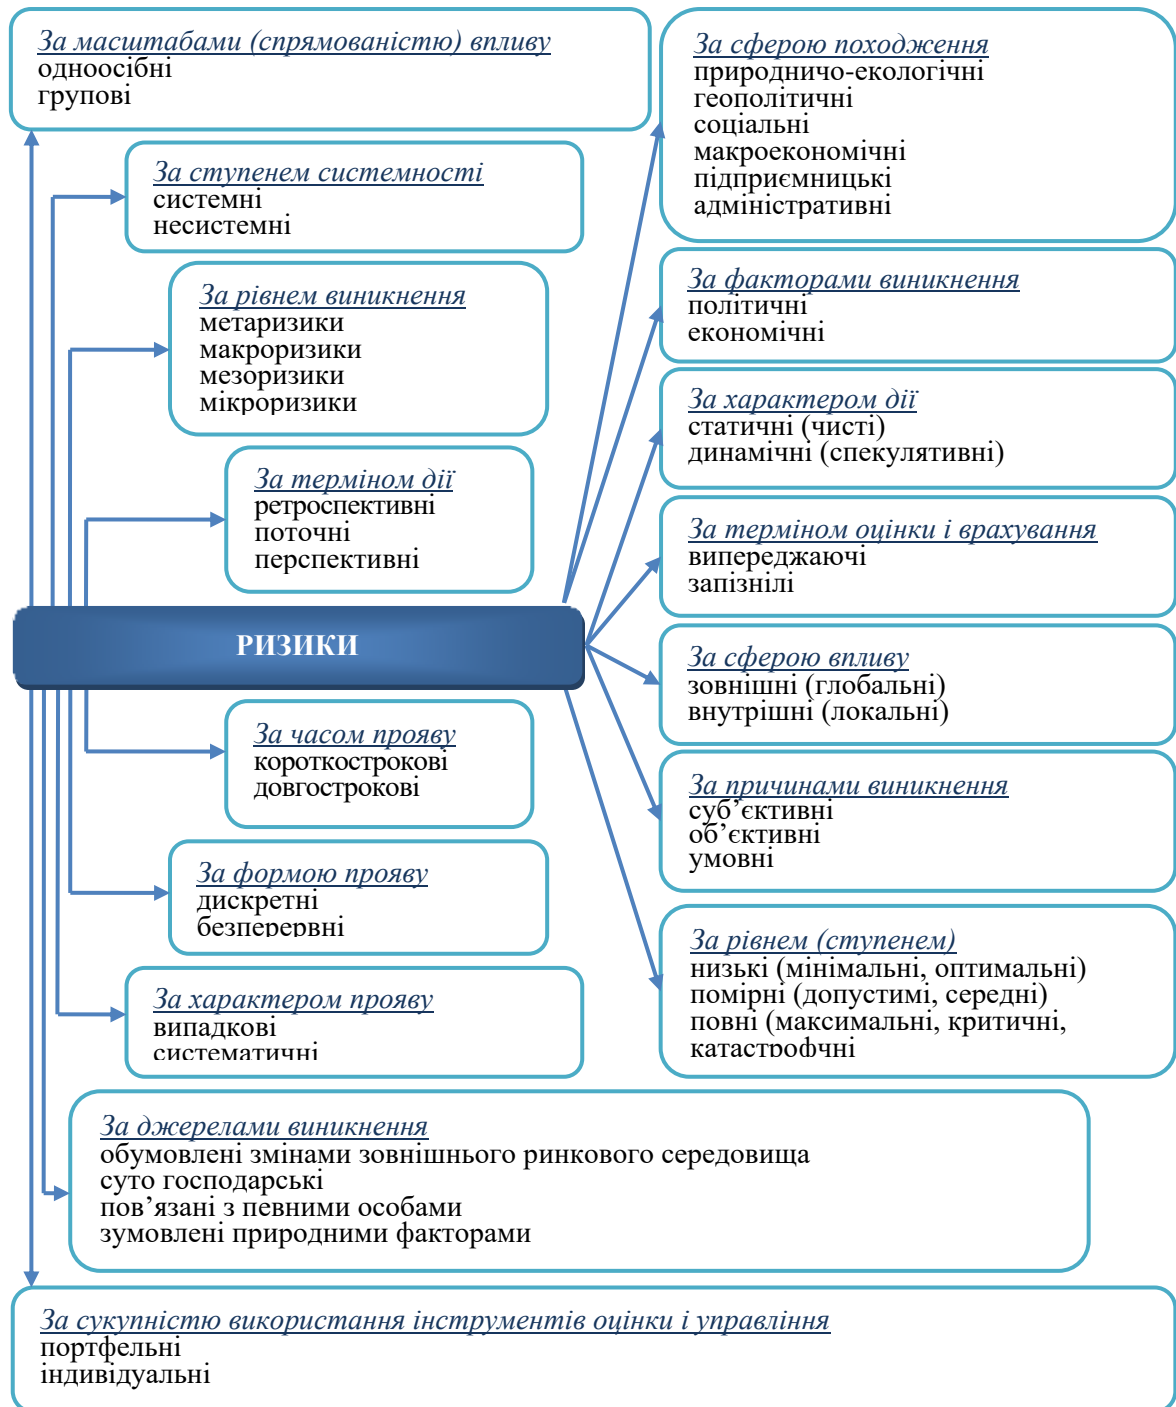 За масштабами (спрямованістю) впливу
одноосібні
групові
За ступенем системності
системні
несистемні
За рівнем виникнення
метаризики
макроризики
мезоризики
мікроризики
За терміном дії
ретроспективні
поточні
перспективні
РИЗИКИ
За часом прояву
короткострокові
довгострокові
За формою прояву
дискретні
безперервні
За характером прояву
випадкові
систематичні
За сферою походження
природничо-екологічні
геополітичні
соціальні
макроекономічні
підприємницькі
адміністративні
За факторами виникнення
політичні
економічні
За характером дії
статичні (чисті)
динамічні (спекулятивні)
За терміном оцінки і врахування
випереджаючі
запізнілі
За сферою впливу
зовнішні (глобальні)
внутрішні (локальні)
За причинами виникнення
суб’єктивні
об’єктивні
умовні
За рівнем (ступенем)
низькі (мінімальні, оптимальні)
помірні (допустимі, середні)
повні (максимальні, критичні,
катастрофчні
За джерелами виникнення
обумовлені змінами зовнішнього ринкового середовища
суто господарські
пов’язані з певними особами
зумовлені природними факторами
За сукупністю використання інструментів оцінки і управління
портфельні
індивідуальні